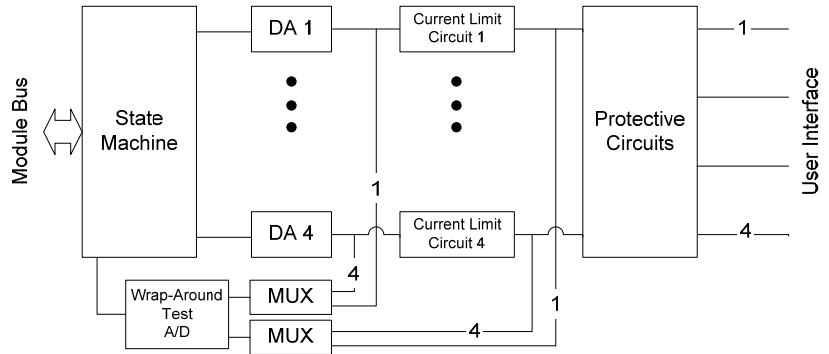 Module Bus
State
Machine
DA 1
Current Limit
Circuit 1
Protective
Circuits
1
User Interface
1
DA 4
Current Limit
Circuit 4
4
4
1
Wrap-Around
Test
A/D
MUX
MUX
4